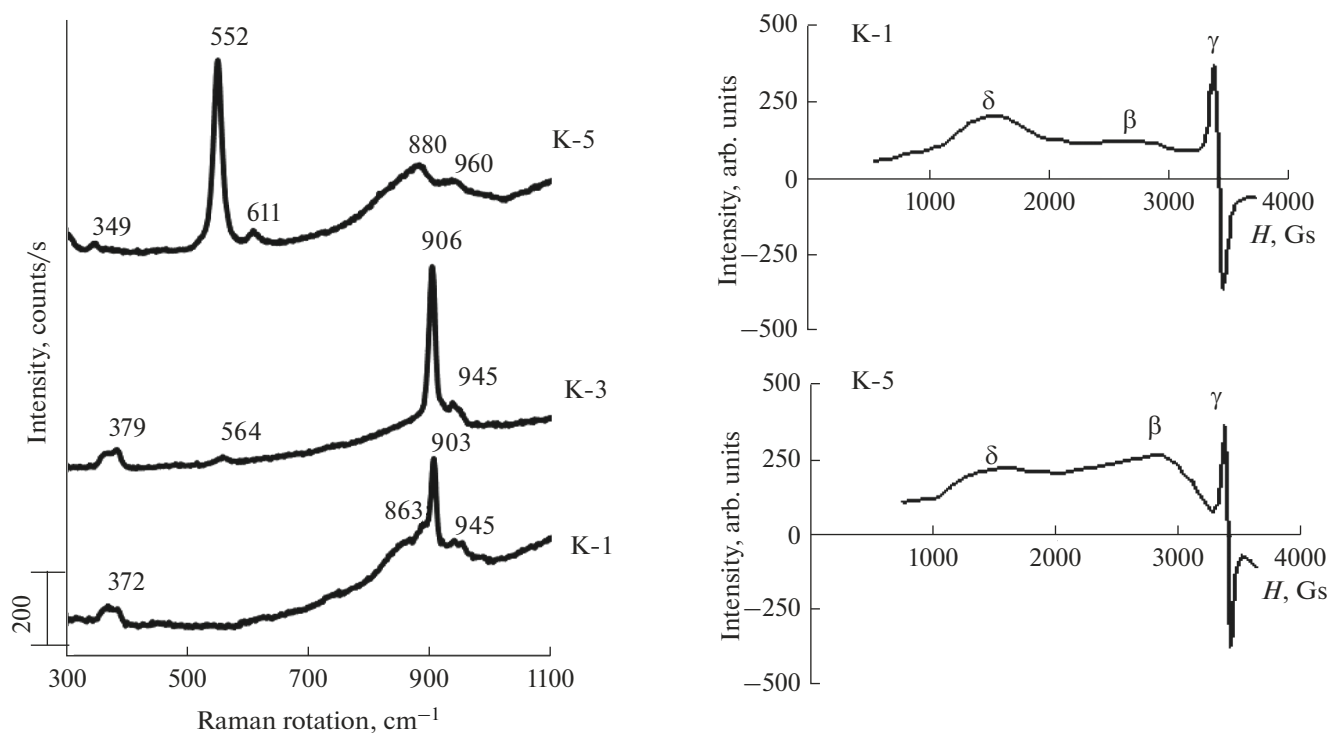 552
K-5
880
960
349
611
906
K-3
945
379
564
903
863
945
K-1
372
200
300 500 700 900 1100
Raman rotation, cm−1
Intensity, counts/s
500
K-1
γ
250
δ
β
0
1000 2000 3000 4000
H, Gs
−250
−500
Intensity, arb. units
500
K-5
γ
β
250
δ
0
1000 2000 3000 4000
H, Gs
−250
−500
Intensity, arb. units